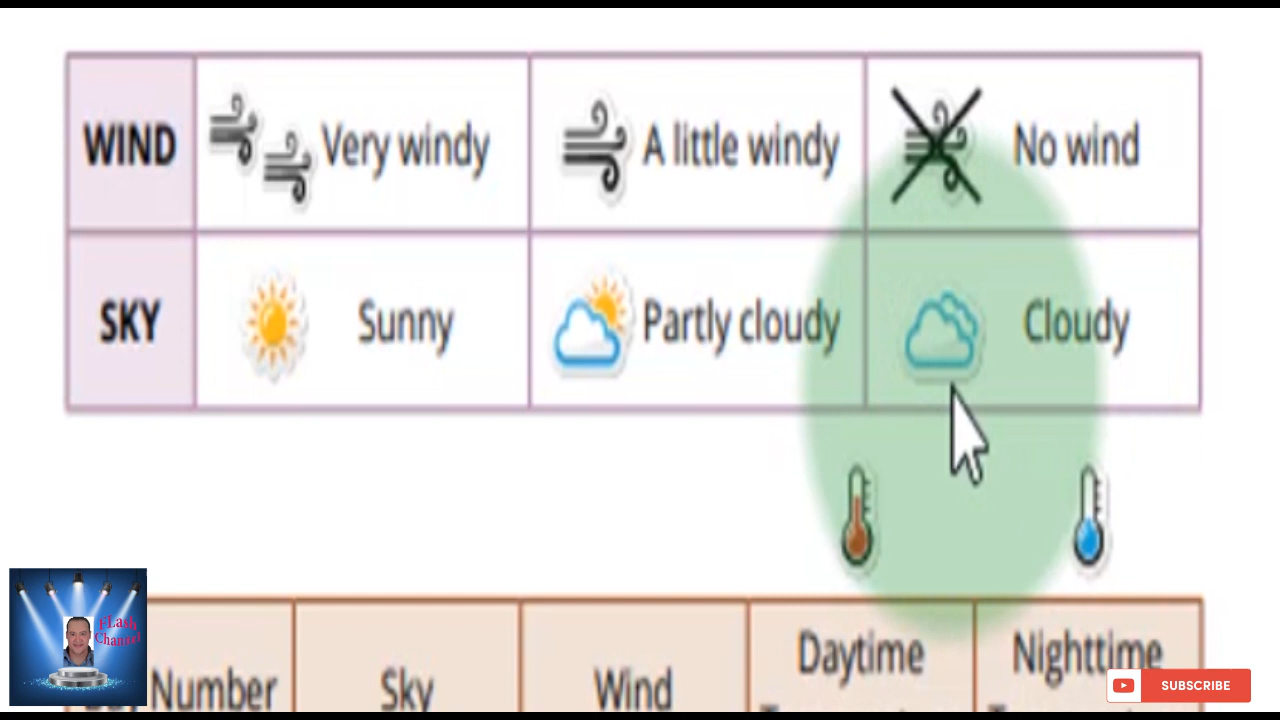 WIND Very windy A little windy No wind
SKY Sunny Partly cloudy Cloudy
Daytime Nighttime
Number Sky Wind
FLash
Channel
SUBSCRIBE